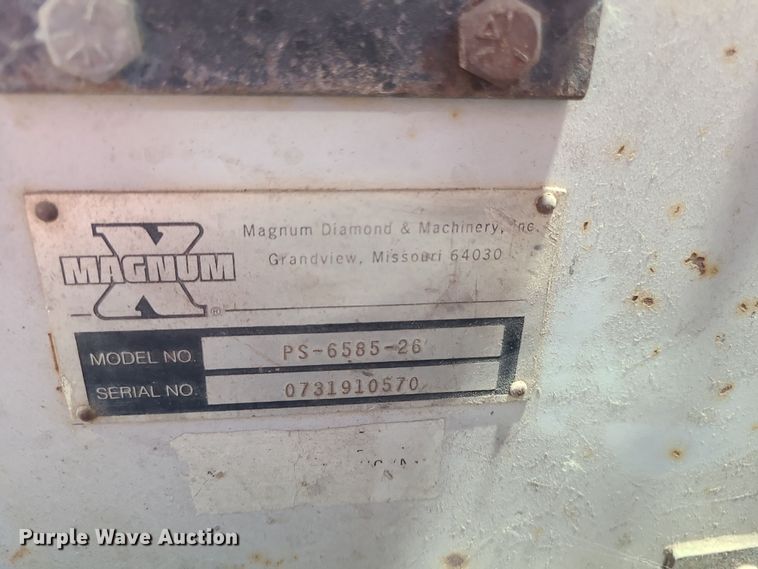 Magnum Diamond & Machinery, Inc.
Grandview, Missouri 64030
X
MAGNUM
®
MODEL NO. PS-6585-26
SERIAL NO. 0731910570
Purple Wave Auction